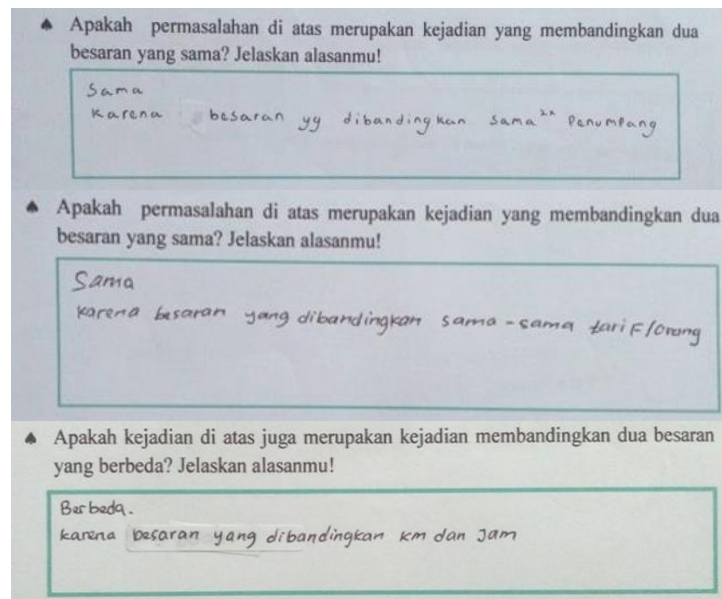 Apakah permasalahan di atas merupakan kejadian yang membandingkan dua
besaran yang sama? Jelaskan alasanmu!
Sama
Karena besaran yg dibandingkan sama²ⁿ Penumpang
Apakah permasalahan di atas merupakan kejadian yang membandingkan dua
besaran yang sama? Jelaskan alasanmu!
Sama
Karena besaran yang dibandingkan sama-sama tariF/Orang
Apakah kejadian di atas juga merupakan kejadian membandingkan dua besaran
yang berbeda? Jelaskan alasanmu!
Berbeda.
karena besaran yang dibandingkan km dan Jam